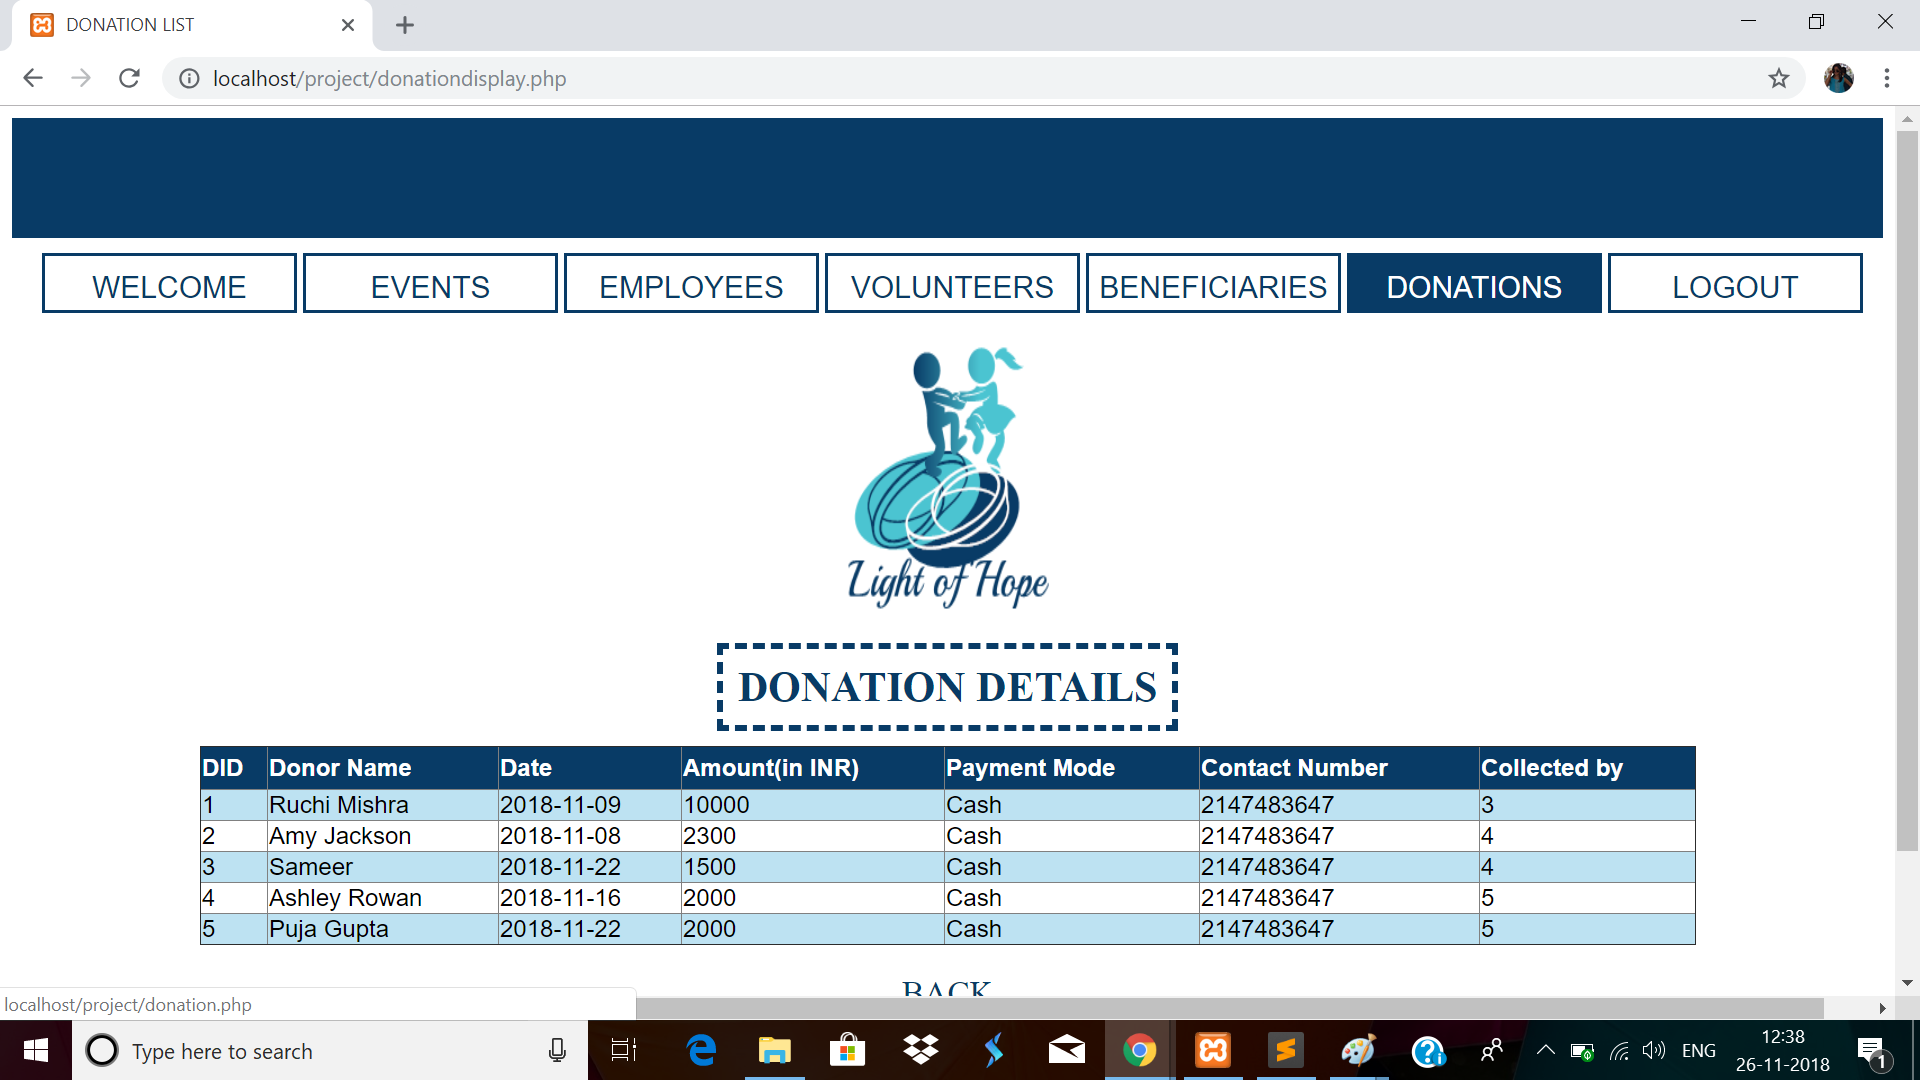 DONATION LIST
localhost/project/donationdisplay.php
WELCOME EVENTS EMPLOYEES VOLUNTEERS BENEFICIARIES DONATIONS LOGOUT
Light of Hope
DONATION DETAILS
DID Donor Name Date Amount(in INR) Payment Mode Contact Number Collected by
1 Ruchi Mishra 2018-11-09 10000 Cash 2147483647 3
2 Amy Jackson 2018-11-08 2300 Cash 2147483647 4
3 Sameer 2018-11-22 1500 Cash 2147483647 4
4 Ashley Rowan 2018-11-16 2000 Cash 2147483647 5
5 Puja Gupta 2018-11-22 2000 Cash 2147483647 5
BACK
localhost/project/donation.php
Type here to search
ENG
12:38
26-11-2018
1